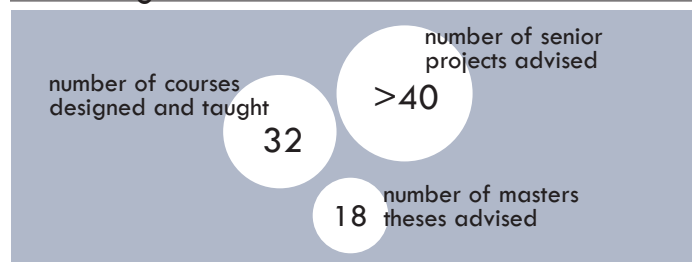 number of senior
projects advised
>40
number of courses
designed and taught
32
number of masters
theses advised
18